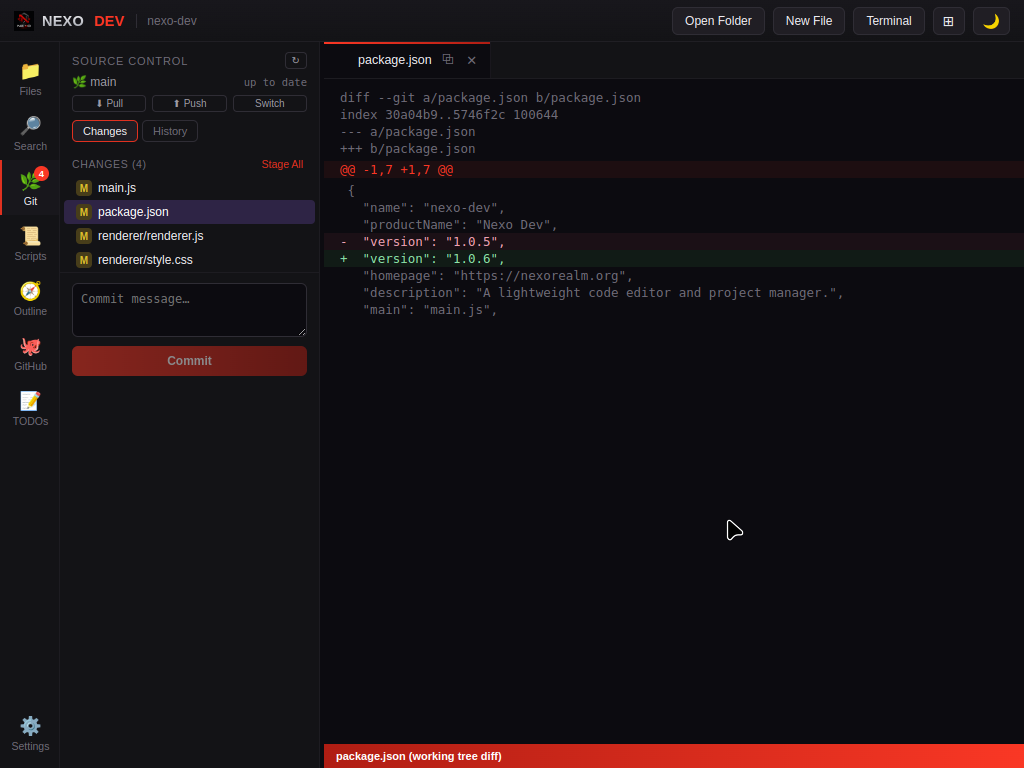 NEXO DEV nexo-dev
Open Folder
New File
Terminal
Files
Search
4
Git
Scripts
Outline
GitHub
TODOs
Settings
SOURCE CONTROL
main
up to date
Pull
Push
Switch
Changes
History
CHANGES (4)
Stage All
M main.js
M package.json
M renderer/renderer.js
M renderer/style.css
Commit message…
Commit
package.json
diff --git a/package.json b/package.json
index 30a04b9..5746f2c 100644
--- a/package.json
+++ b/package.json
@@ -1,7 +1,7 @@
{
"name": "nexo-dev",
"productName": "Nexo Dev",
-  "version": "1.0.5",
+  "version": "1.0.6",
"homepage": "https://nexorealm.org",
"description": "A lightweight code editor and project manager.",
"main": "main.js",
package.json (working tree diff)